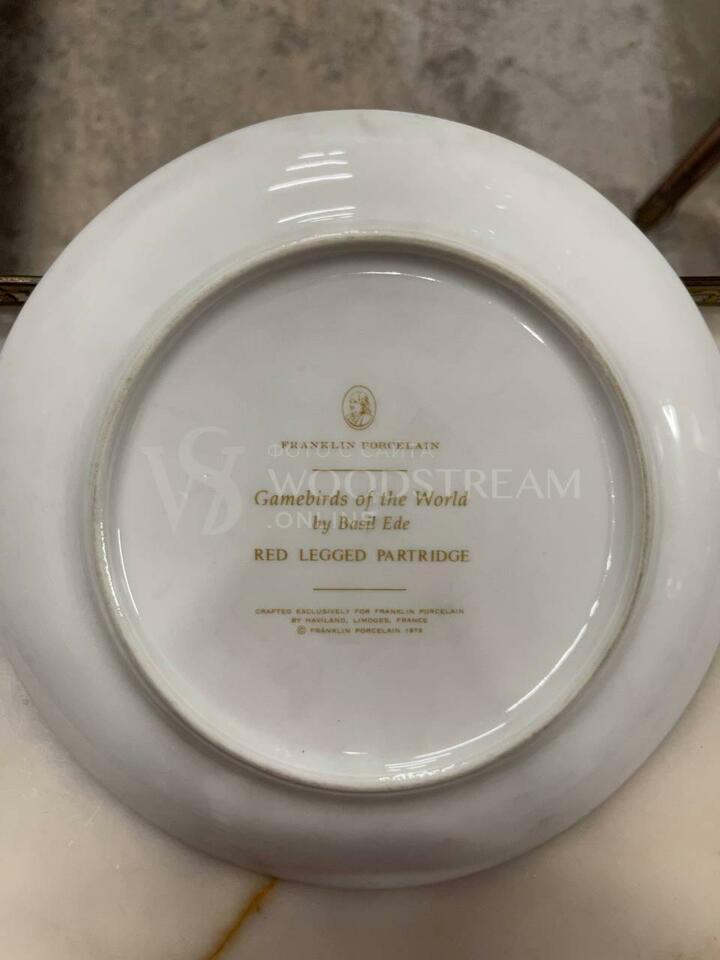 FRANKLIN PORCELAIN
ФОТО С САЙТА
WOODSTREAM
.ONLINE
Gamebirds of the World
by Basil Ede
RED LEGGED PARTRIDGE
CRAFTED EXCLUSIVELY FOR FRANKLIN PORCELAIN
BY HAVILAND, LIMOGES, FRANCE
© FRANKLIN PORCELAIN